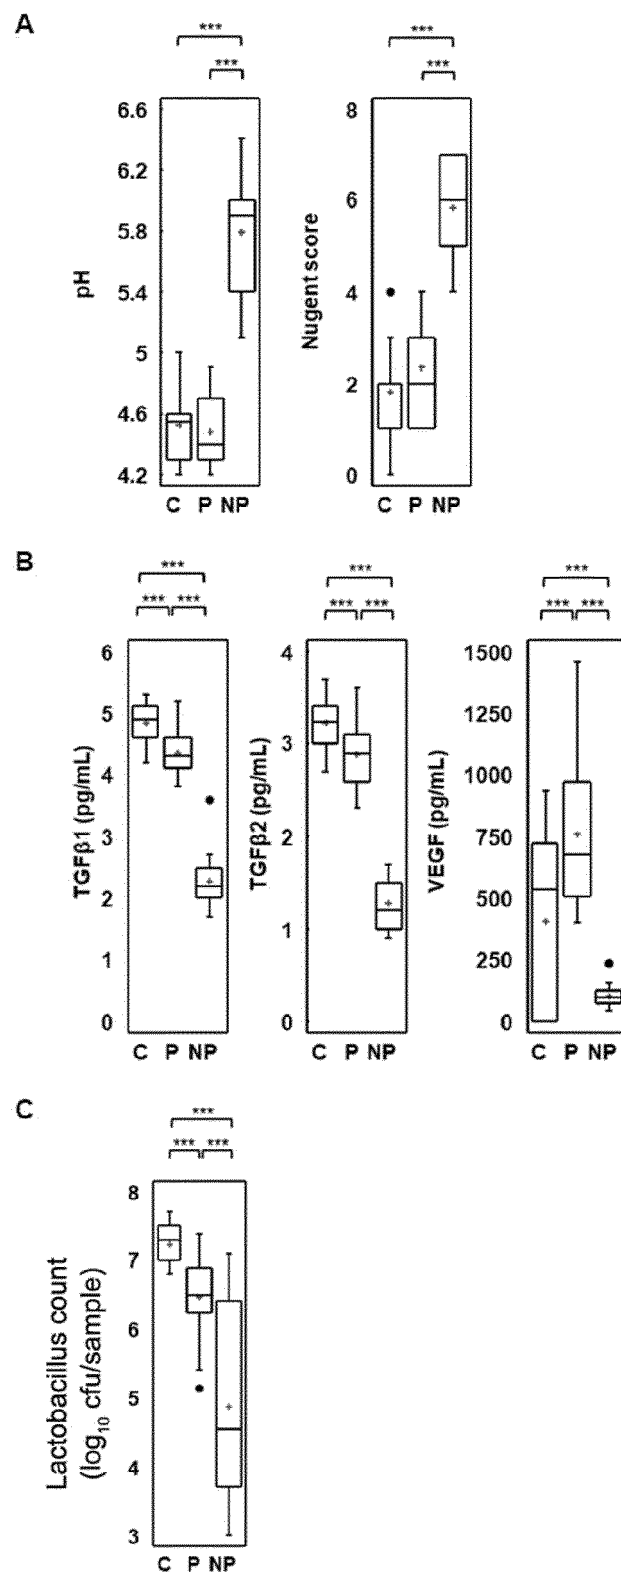 A
*** ***
*** ***
6.6 8
6.2
6
5.8
pH Nugent score
5.4 4
5
2
4.6
4.2 0
C P NP C P NP
B
*** *** ***
*** *** *** *** *** ***
6 4 1500
5 1250
3
4 1000
TGFβ1 (pg/mL) TGFβ2 (pg/mL) VEGF (pg/mL)
3 2 750
2 500
1
1 250
0 0 0
C P NP C P NP C P NP
C
***
*** ***
8
7
Lactobacillus count
(log₁₀ cfu/sample)
6
5
4
3
C P NP